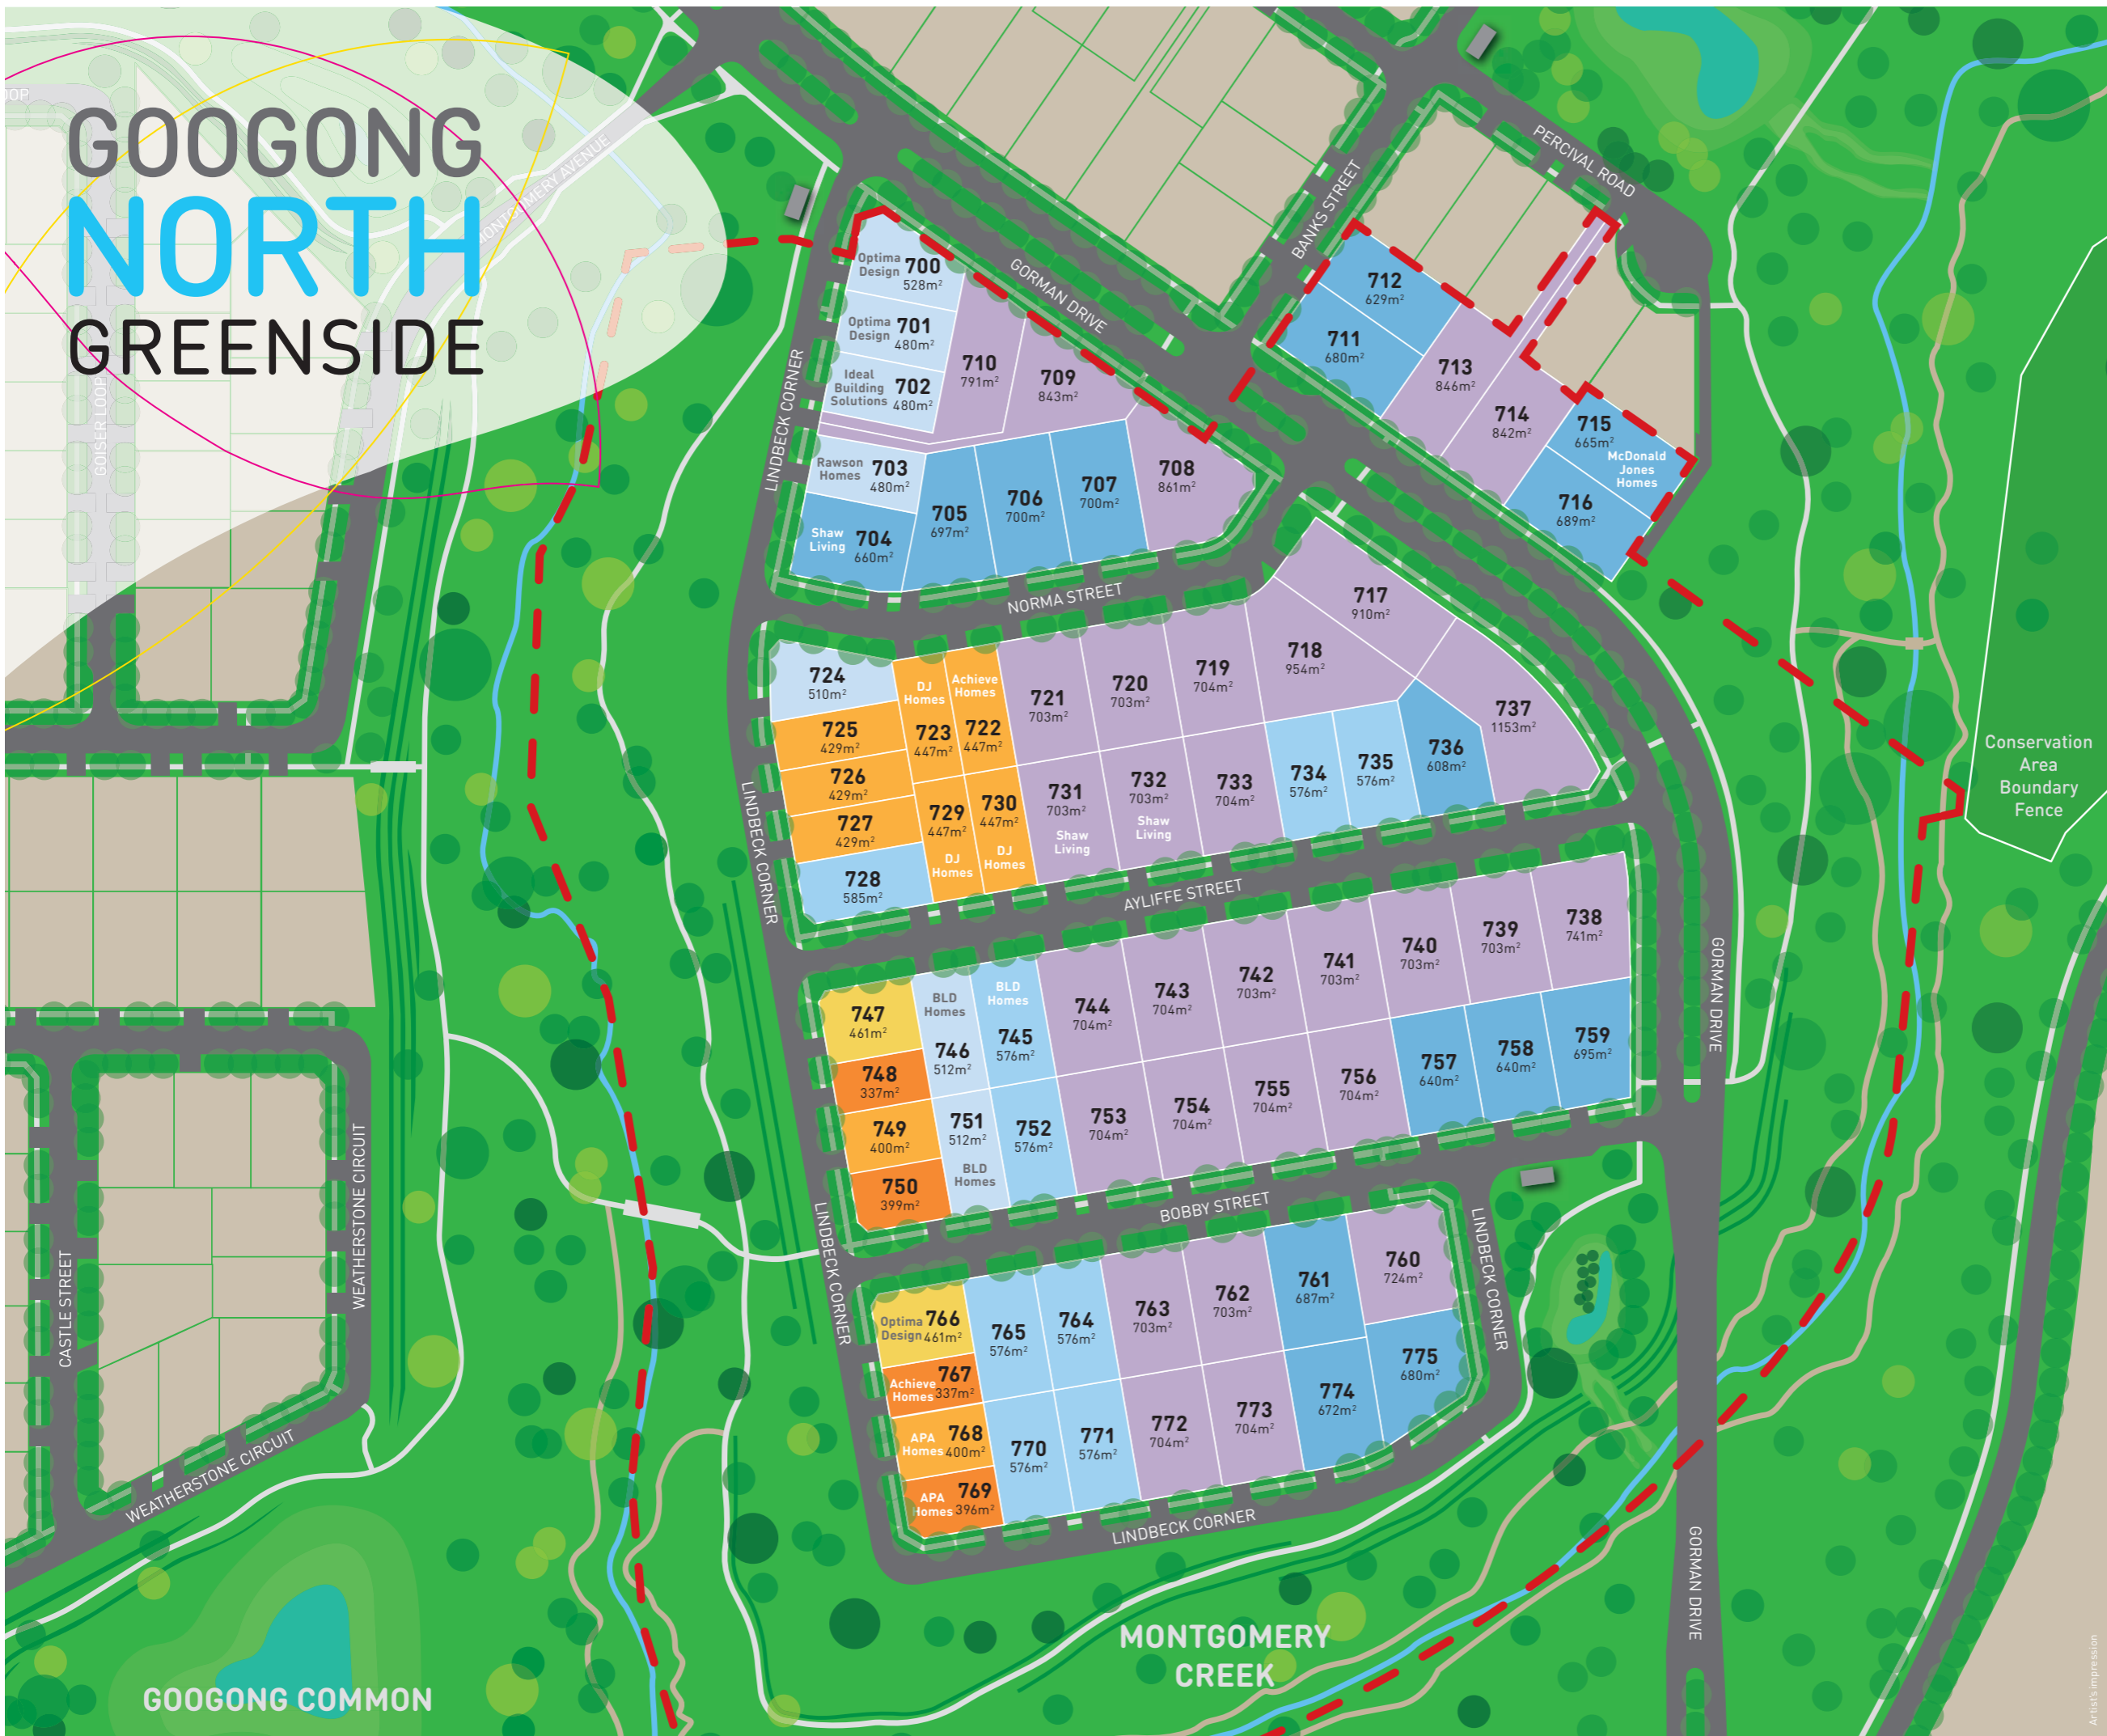 GOOGONG
NORTH
GREENSIDE
OOP
GOISER LOOP
MONTGOMERY AVENUE
PERCIVAL ROAD
BANKS STREET
GORMAN DRIVE
LINDBECK CORNER
Optima
Design
700
528m²
Optima
Design
701
480m²
Ideal
Building
Solutions
702
480m²
710
791m²
709
843m²
Rawson
Homes
703
480m²
Shaw
Living
704
660m²
705
697m²
706
700m²
707
700m²
708
861m²
712
629m²
711
680m²
713
846m²
714
842m²
715
665m²
McDonald
Jones
Homes
716
689m²
NORMA STREET
717
910m²
718
954m²
719
704m²
720
703m²
721
703m²
Achieve
Homes
722
447m²
DJ
Homes
723
447m²
724
510m²
725
429m²
726
429m²
727
429m²
728
585m²
729
447m²
DJ
Homes
730
447m²
DJ
Homes
731
703m²
Shaw
Living
732
703m²
Shaw
Living
733
704m²
734
576m²
735
576m²
736
608m²
737
1153m²
Conservation
Area
Boundary
Fence
LINDBECK CORNER
AYLIFFE STREET
738
741m²
739
703m²
740
703m²
741
703m²
742
703m²
743
704m²
744
704m²
BLD
Homes
745
576m²
BLD
Homes
746
512m²
747
461m²
748
337m²
749
400m²
750
399m²
751
512m²
BLD
Homes
752
576m²
753
704m²
754
704m²
755
704m²
756
704m²
757
640m²
758
640m²
759
695m²
GORMAN DRIVE
LINDBECK CORNER
BOBBY STREET
LINDBECK CORNER
760
724m²
761
687m²
762
703m²
763
703m²
764
576m²
765
576m²
Optima
Design
766
461m²
Achieve
Homes
767
337m²
APA
Homes
768
400m²
APA
Homes
769
396m²
770
576m²
771
576m²
772
704m²
773
704m²
774
672m²
775
680m²
LINDBECK CORNER
GORMAN DRIVE
WEATHERSTONE CIRCUIT
CASTLE STREET
WEATHERSTONE CIRCUIT
MONTGOMERY
CREEK
GOOGONG COMMON
Artist's impression